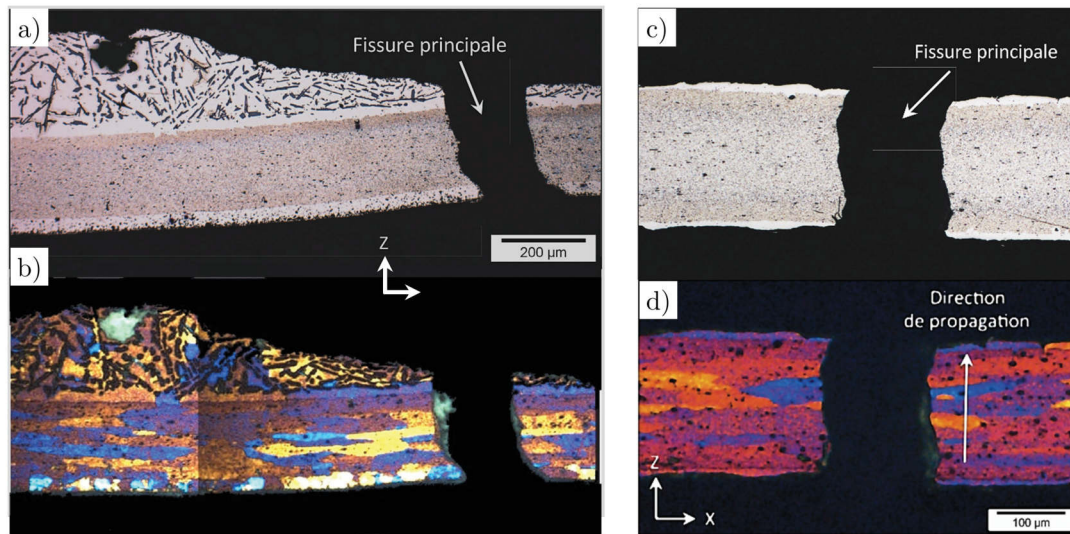 a)
Fissure principale
200 µm
Z
b)
c)
Fissure principale
d)
Direction
de propagation
Z
X
100 µm